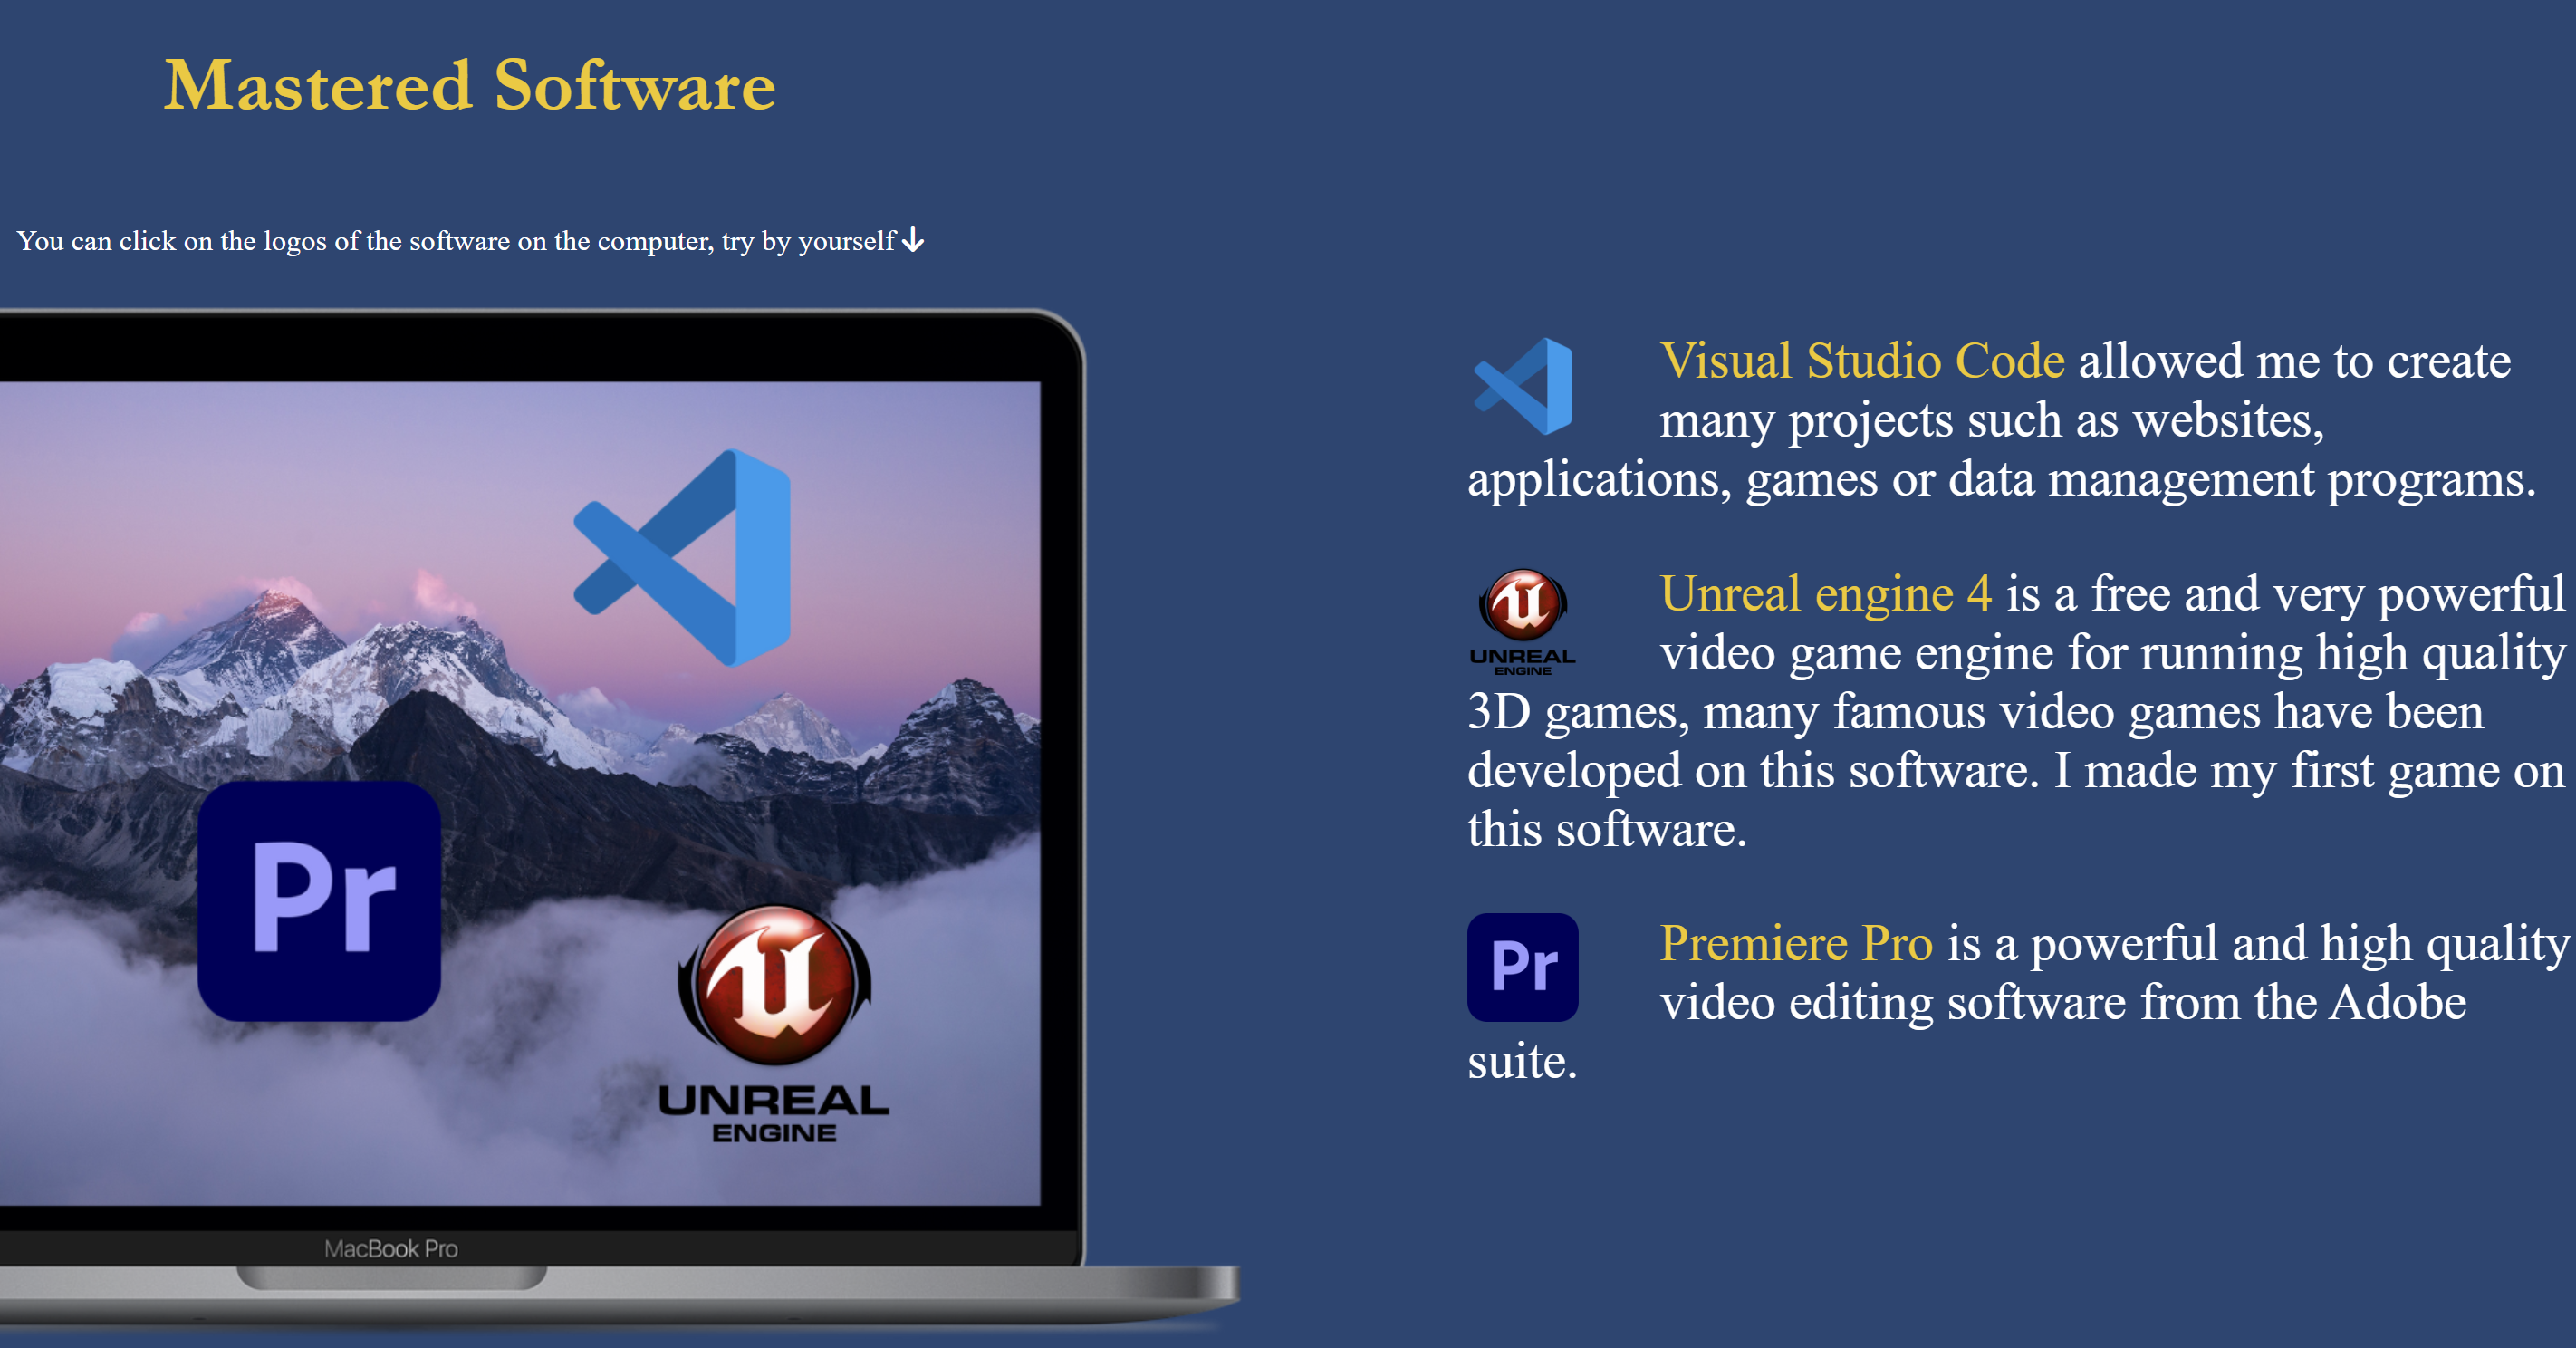 Mastered Software
You can click on the logos of the software on the computer, try by yourself
Pr
UNREAL
ENGINE
MacBook Pro
Visual Studio Code allowed me to create
many projects such as websites,
applications, games or data management programs.
UNREAL
ENGINE
Unreal engine 4 is a free and very powerful
video game engine for running high quality
3D games, many famous video games have been
developed on this software. I made my first game on
this software.
Pr
Premiere Pro is a powerful and high quality
video editing software from the Adobe
suite.